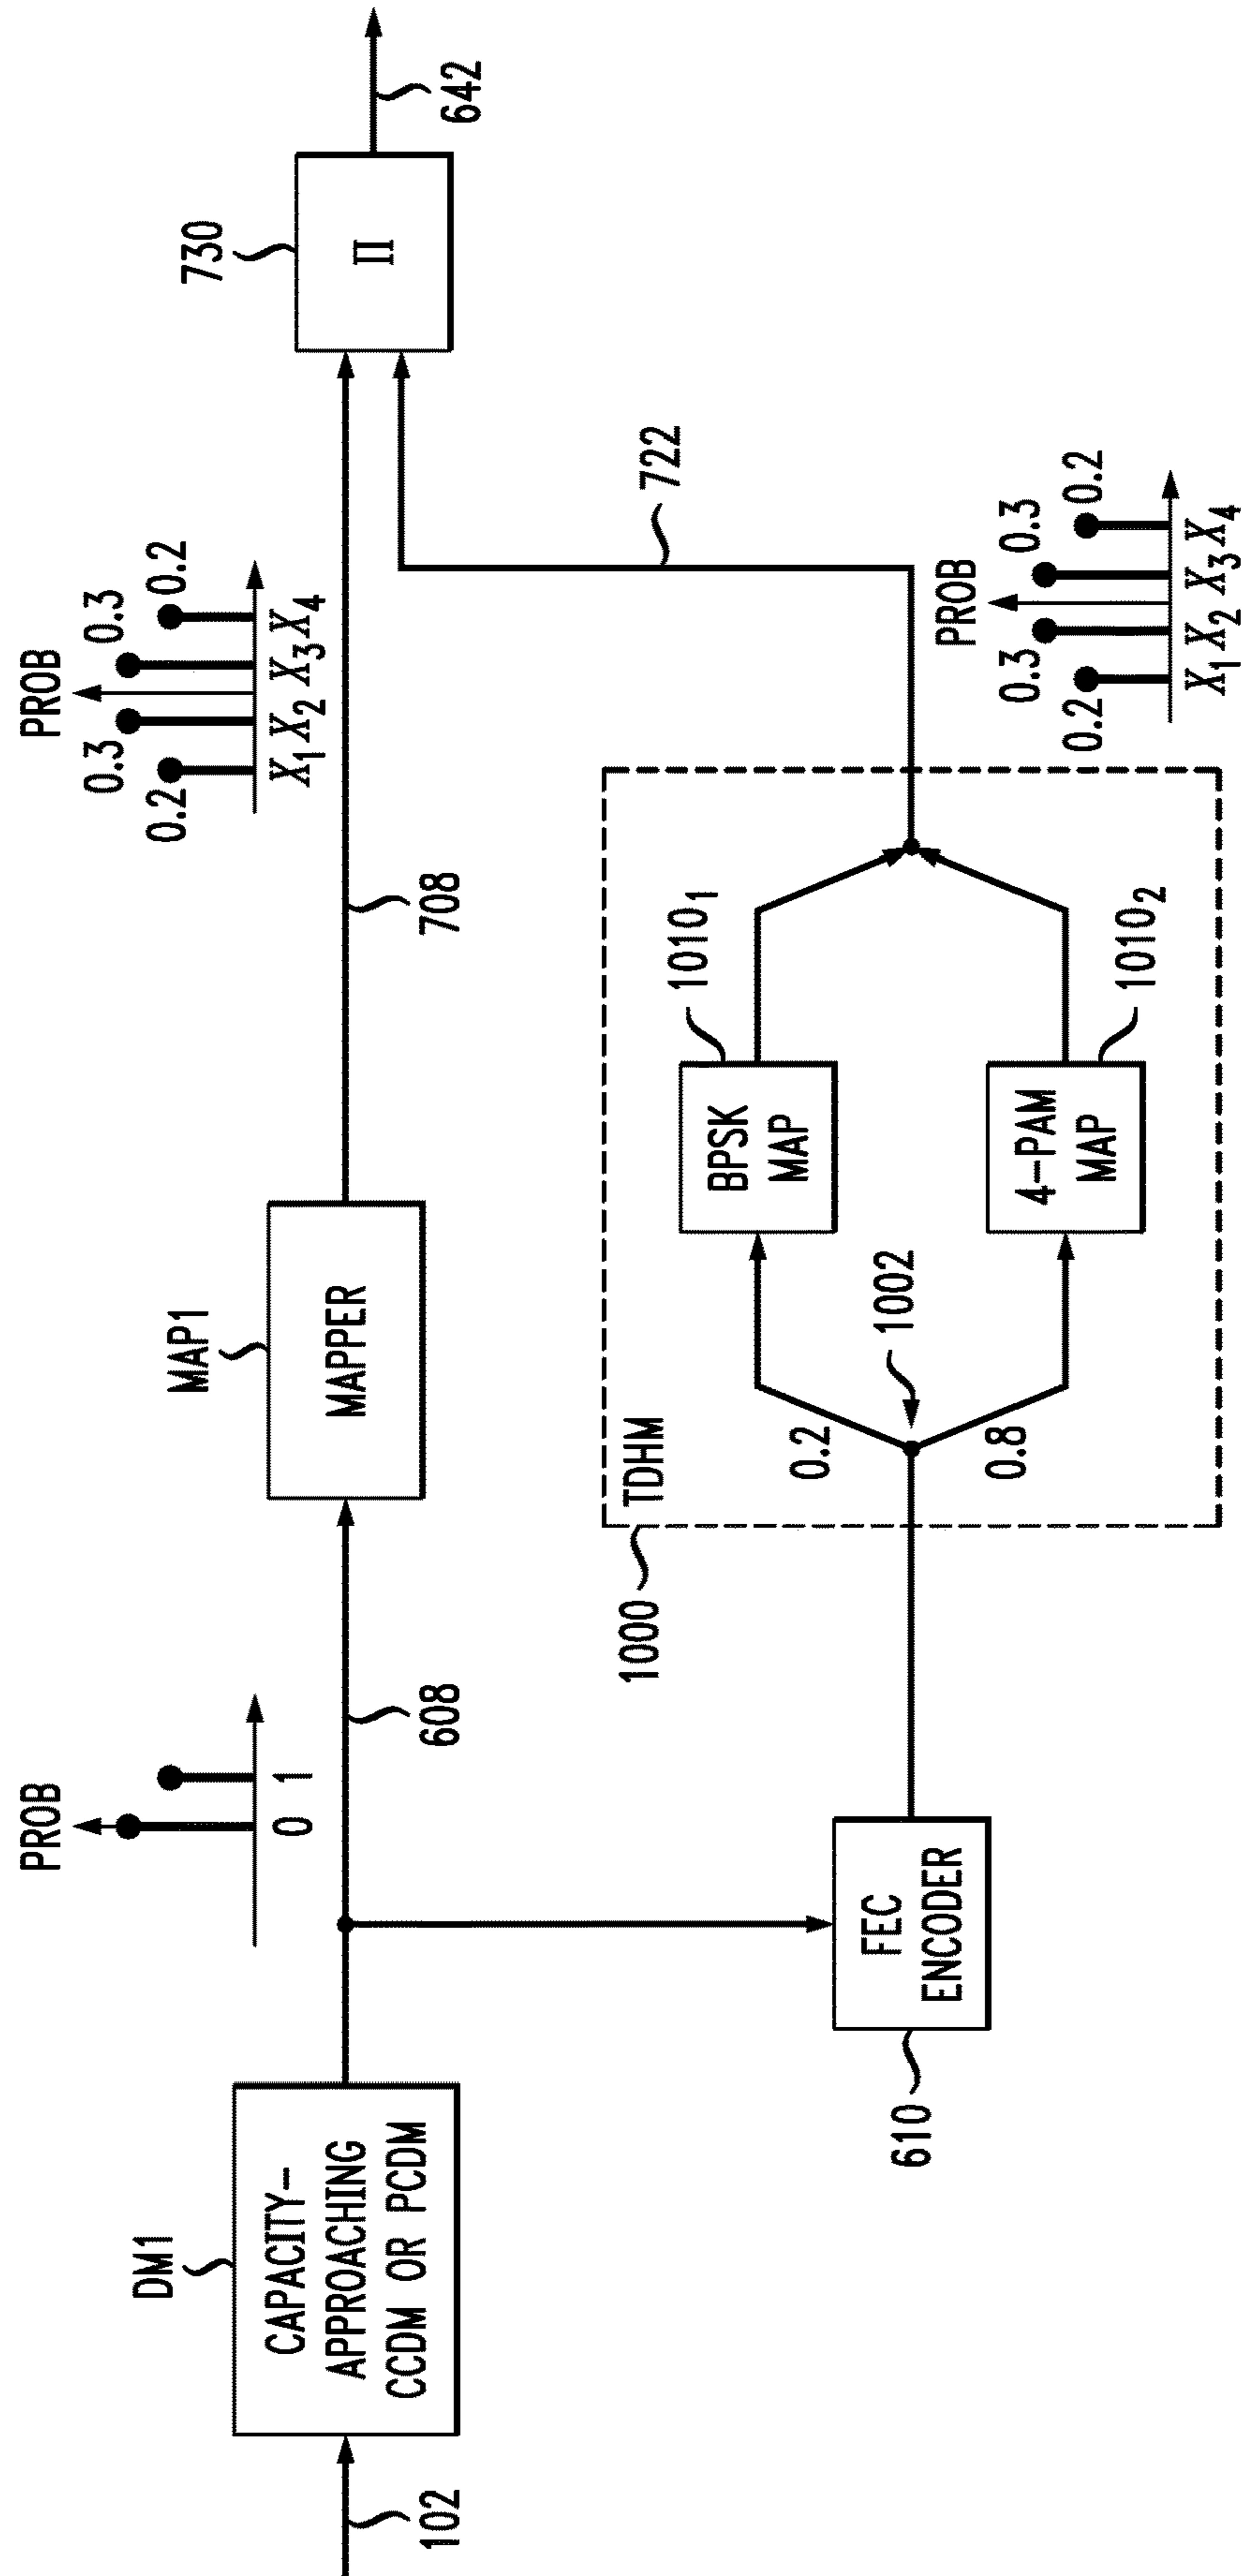 102
DM1
CAPACITY-
APPROACHING
CCDM OR PCDM
PROB
0 1
608
MAP1
MAPPER
708
PROB
0.2 0.3 0.3 0.2
X1 X2 X3 X4
730
Π
642
610
FEC
ENCODER
1000
TDHM
1002
0.2
0.8
BPSK
MAP
1010₁
4-PAM
MAP
1010₂
722
PROB
0.2 0.3 0.3 0.2
X1 X2 X3 X4